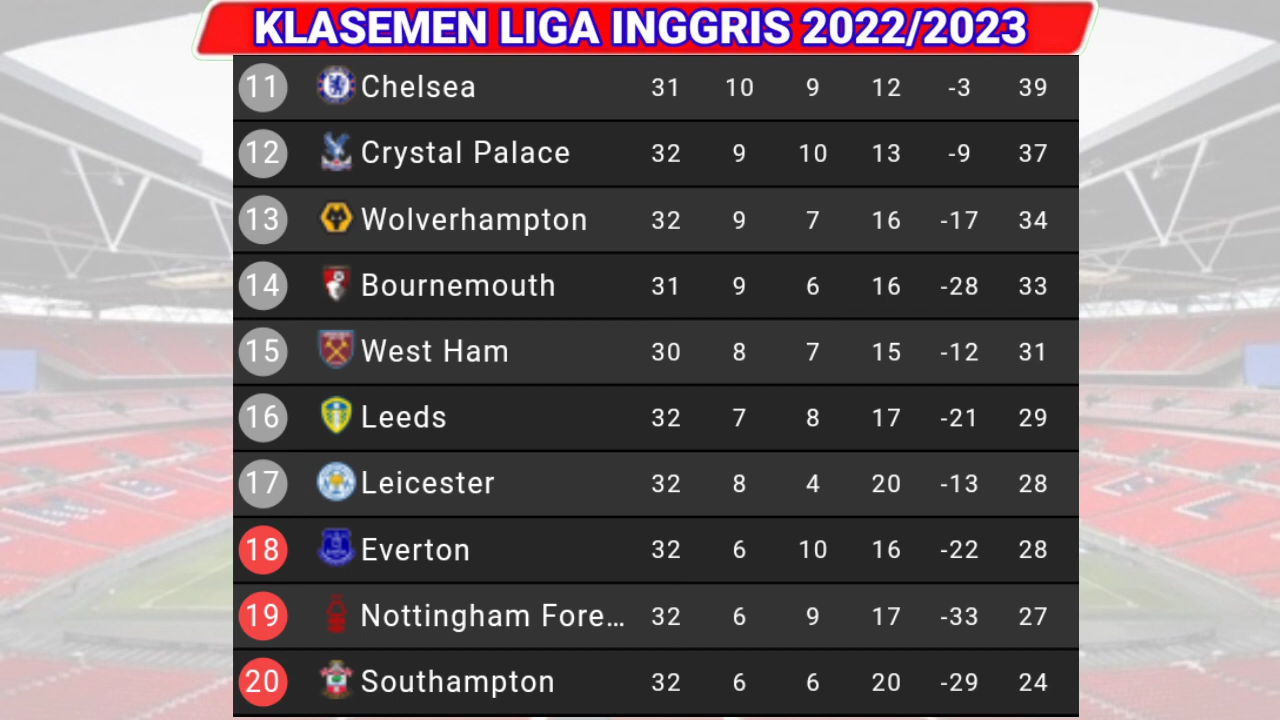 KLASEMEN LIGA INGGRIS 2022/2023
11 Chelsea 31 10 9 12 -3 39
12 Crystal Palace 32 9 10 13 -9 37
13 Wolverhampton 32 9 7 16 -17 34
14 Bournemouth 31 9 6 16 -28 33
15 West Ham 30 8 7 15 -12 31
16 Leeds 32 7 8 17 -21 29
17 Leicester 32 8 4 20 -13 28
18 Everton 32 6 10 16 -22 28
19 Nottingham Fore... 32 6 9 17 -33 27
20 Southampton 32 6 6 20 -29 24